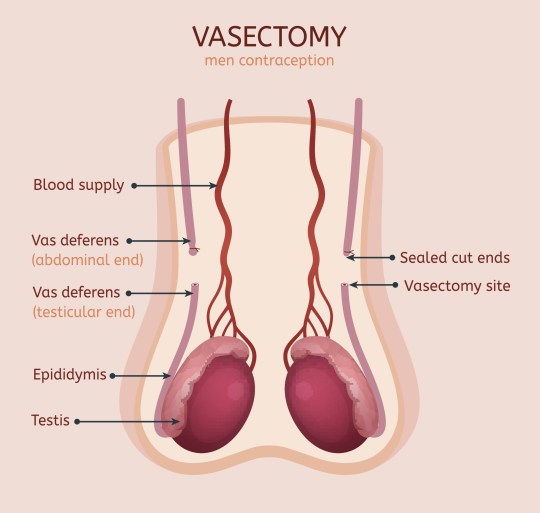 VASECTOMY
men contraception
Blood supply
Vas deferens
(abdominal end)
Sealed cut ends
Vas deferens
(testicular end)
Vasectomy site
Epididymis
Testis